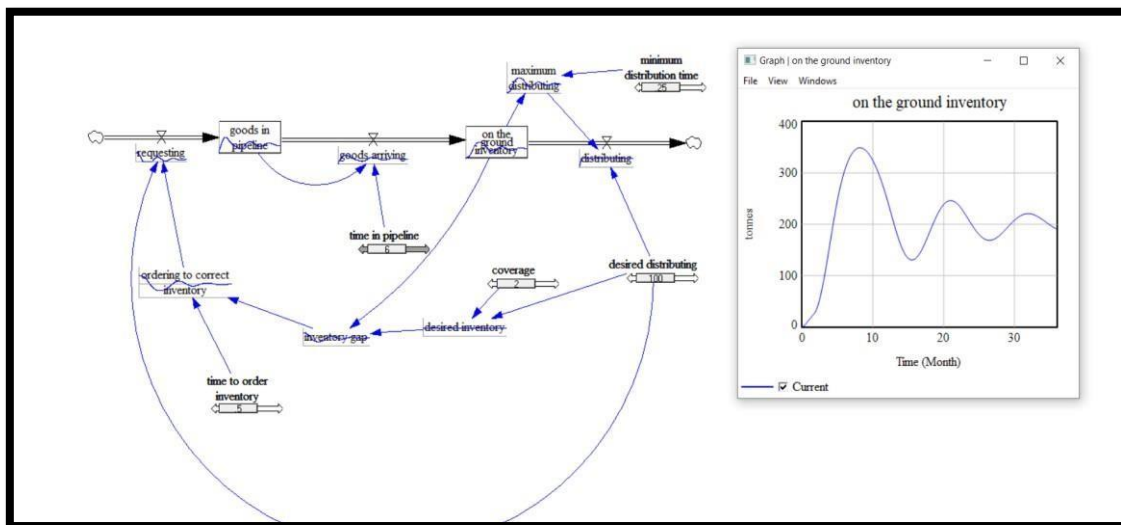 minimum
distribution time
.25
maximum
distributing
goods in
pipeline
on the
ground
inventory
requesting
goods arriving
distributing
time in pipeline
6
ordering to correct
inventory
coverage
2
desired distributing
100
inventory gap
desired inventory
time to order
inventory
Graph | on the ground inventory
File View Windows
on the ground inventory
400
300
200
100
0
tonnes
0 10 20 30
Time (Month)
Current